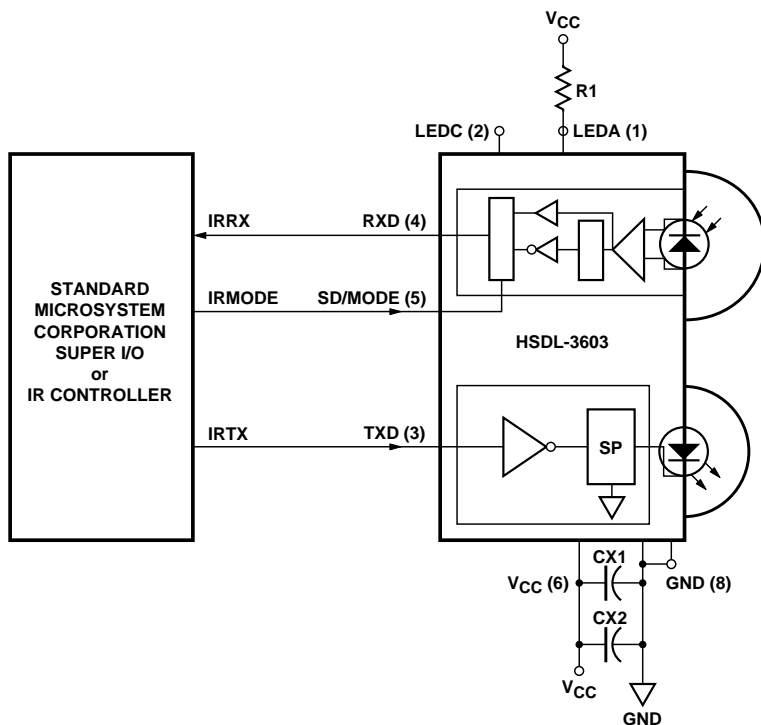 VCC
R1
LEDC (2)
LEDA (1)
IRRX
RXD (4)
STANDARD
MICROSYSTEM
CORPORATION
SUPER I/O
or
IR CONTROLLER
IRMODE
SD/MODE (5)
HSDL-3603
IRTX
TXD (3)
SP
CX1
VCC (6)
GND (8)
CX2
VCC
GND